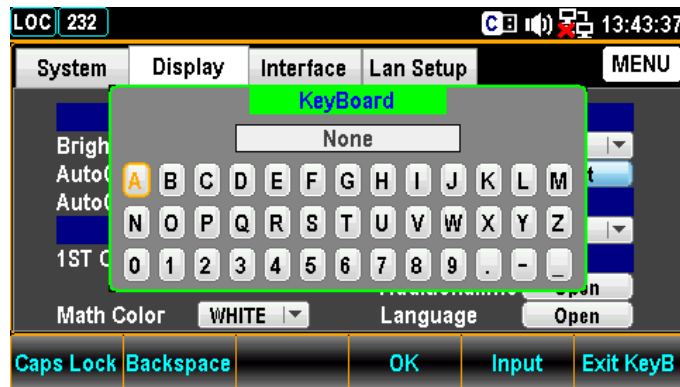 LOC 232 C 13:43:37
System Display Interface Lan Setup MENU
KeyBoard
None
Brigh
Auto
A B C D E F G H I J K L M
Auto
N O P Q R S T U V W X Y Z
1ST
0 1 2 3 4 5 6 7 8 9 . - _
Open
Math Color WHITE Language Open
Caps Lock Backspace OK Input Exit KeyB